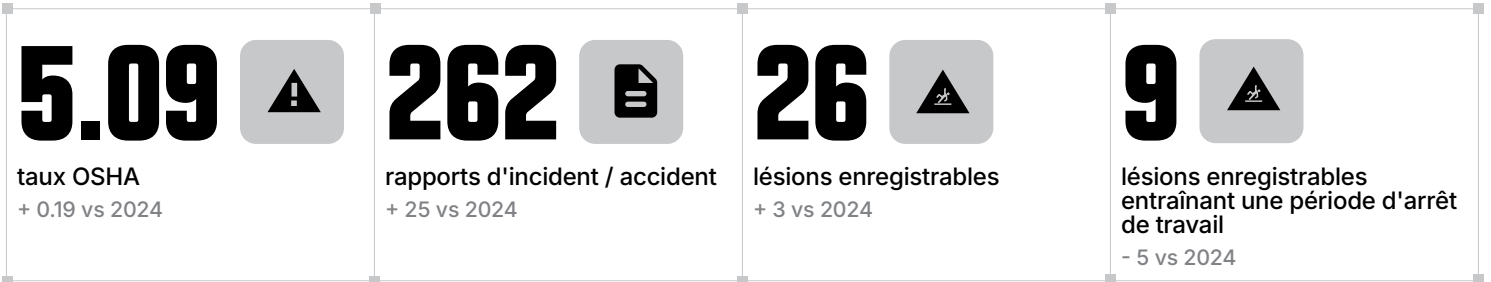 5.09
taux OSHA
+ 0.19 vs 2024
262
rapports d'incident / accident
+ 25 vs 2024
26
lésions enregistrables
+ 3 vs 2024
9
lésions enregistrables
entraînant une période d'arrêt
de travail
- 5 vs 2024